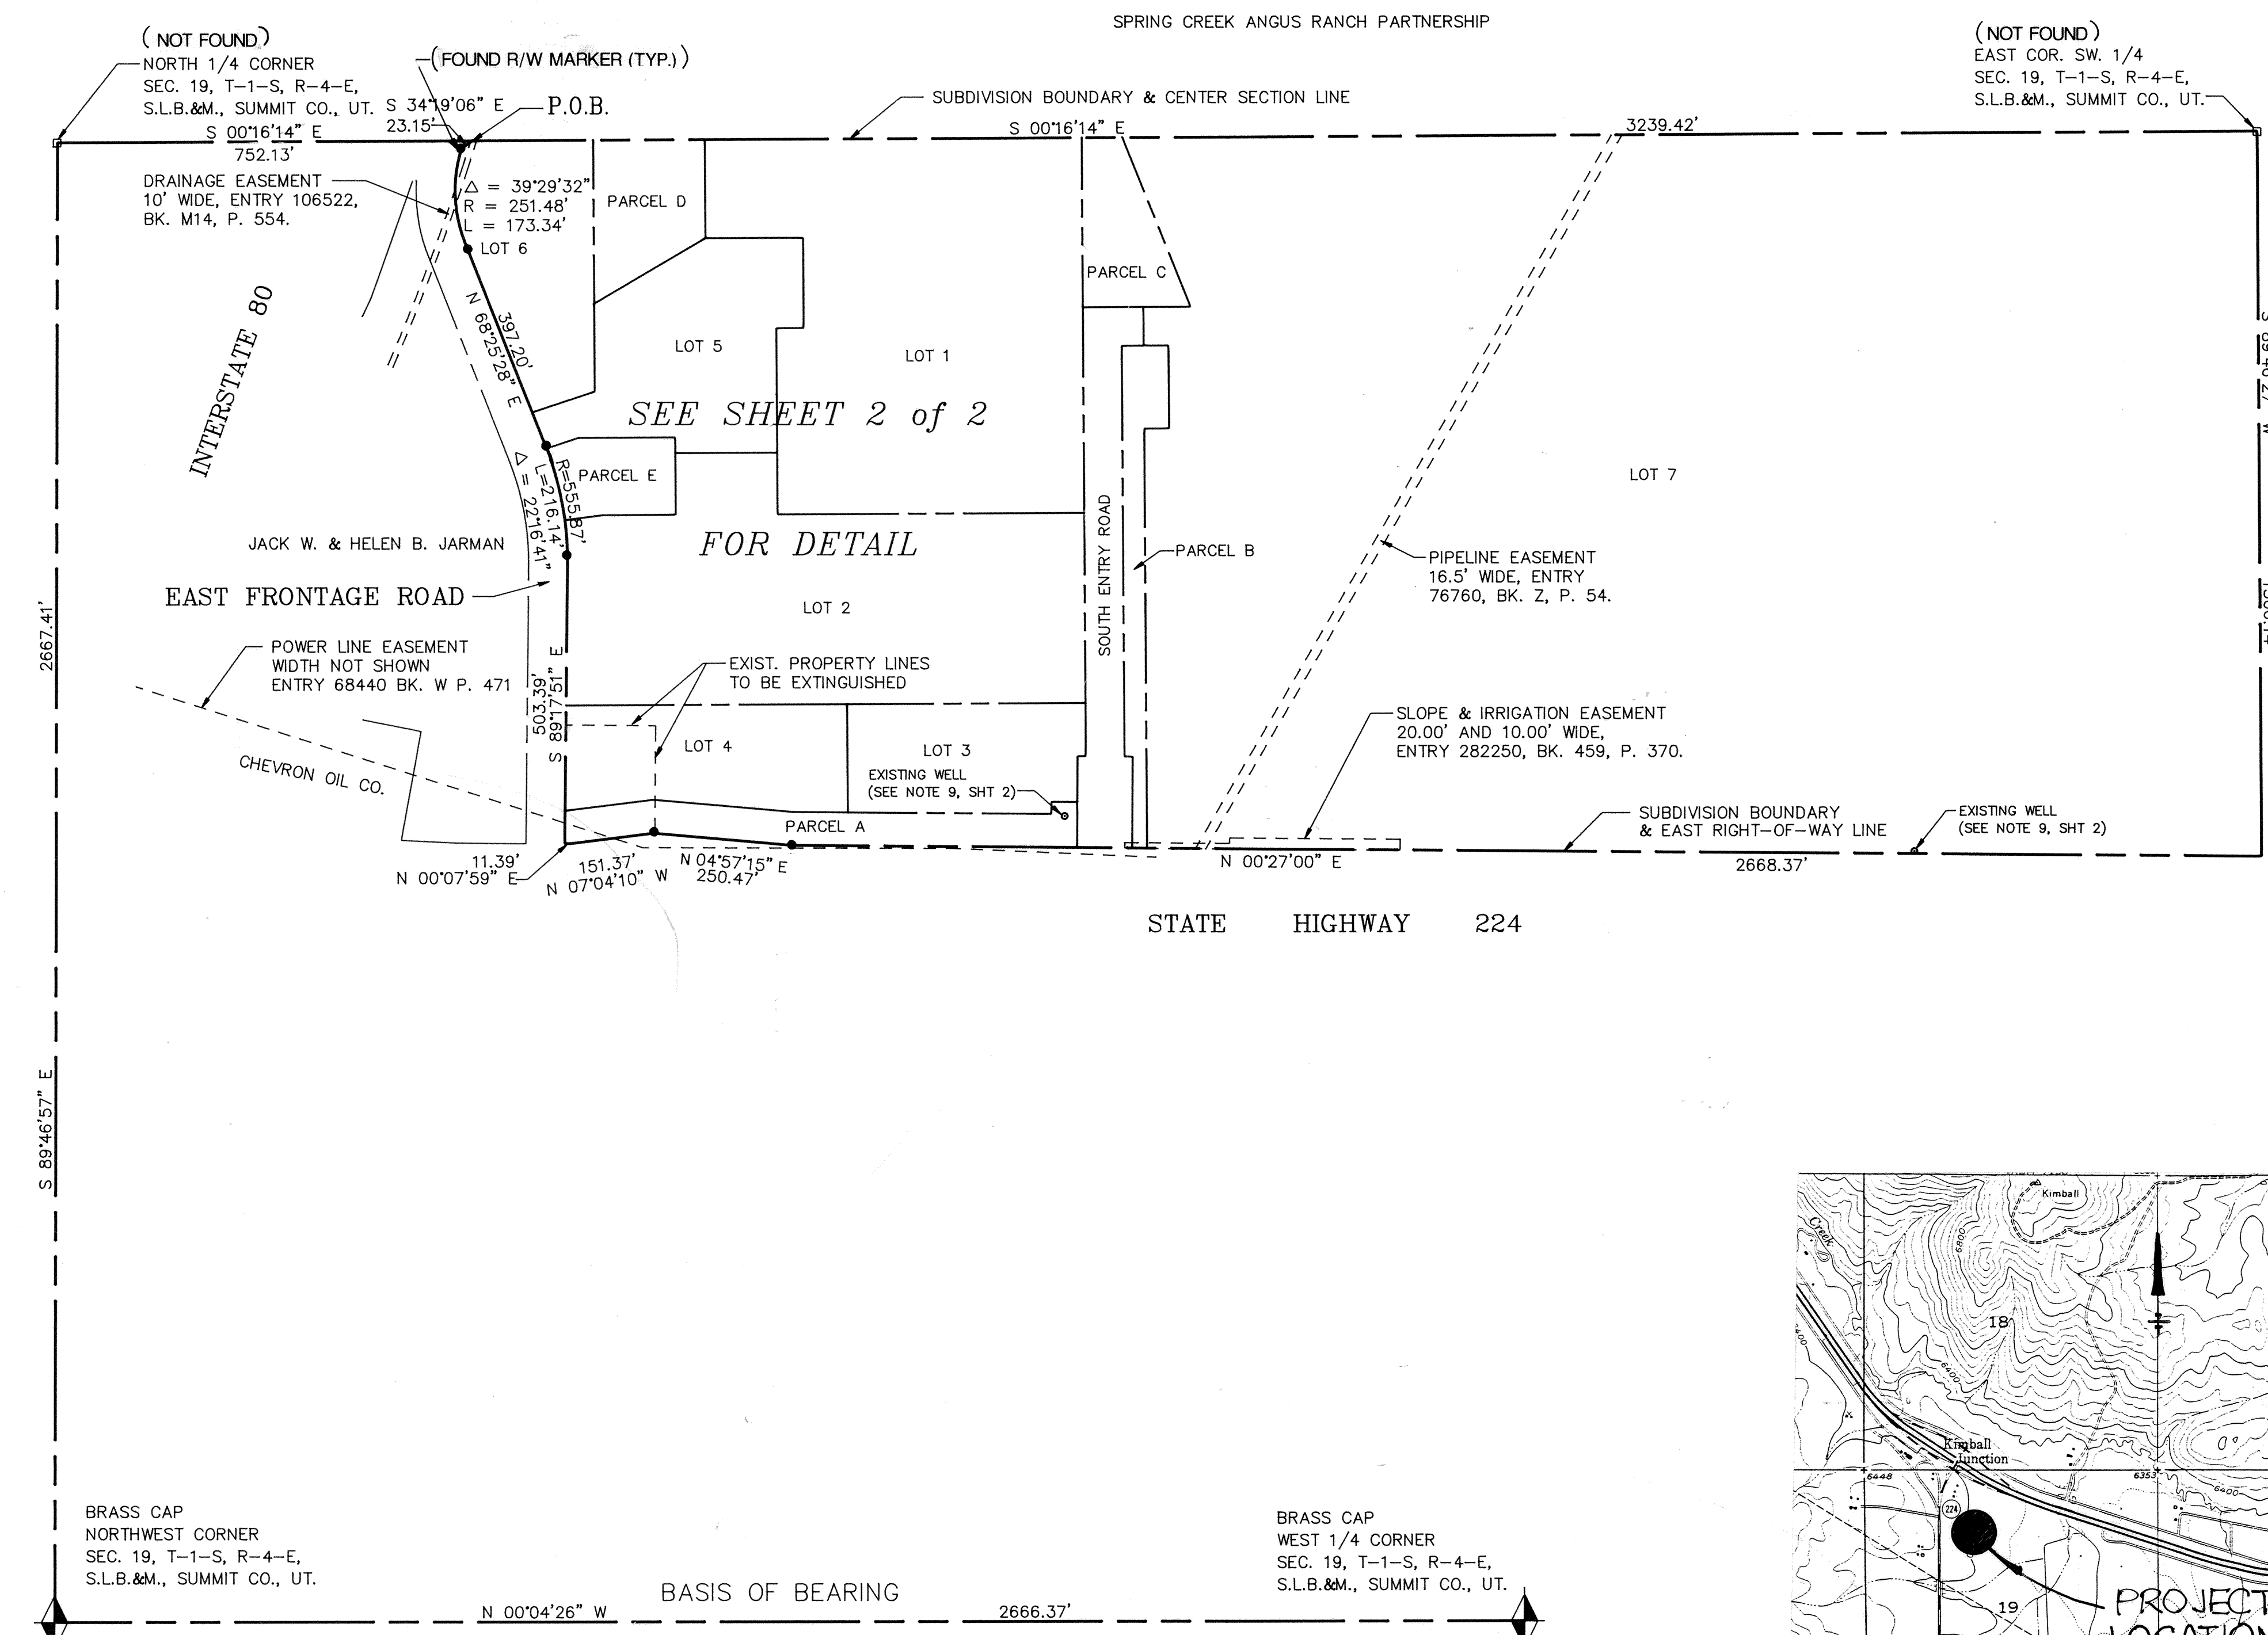 SPRING CREEK ANGUS RANCH PARTNERSHIP
(NOT FOUND)
NORTH 1/4 CORNER
SEC. 19, T-1-S, R-4-E,
S.L.B.&M., SUMMIT CO., UT.
(FOUND R/W MARKER (TYP.))
S 34°19'06" E
23.15'
P.O.B.
SUBDIVISION BOUNDARY & CENTER SECTION LINE
(NOT FOUND)
EAST COR. SW. 1/4
SEC. 19, T-1-S, R-4-E,
S.L.B.&M., SUMMIT CO., UT.
S 00°16'14" E
752.13'
S 00°16'14" E
3239.42'
DRAINAGE EASEMENT
10' WIDE, ENTRY 106522,
BK. M14, P. 554.
Δ = 39°29'32"
R = 251.48'
L = 173.34'
LOT 6
PARCEL D
PARCEL C
INTERSTATE 80
397.20'
N 68°25'28" E
LOT 5
LOT 1
SEE SHEET 2 of 2
PARCEL E
R=555.87'
L=216.14'
Δ = 22°16'41"
LOT 7
JACK W. & HELEN B. JARMAN
FOR DETAIL
SOUTH ENTRY ROAD
PARCEL B
PIPELINE EASEMENT
16.5' WIDE, ENTRY
76760, BK. Z, P. 54.
EAST FRONTAGE ROAD
LOT 2
2667.41'
POWER LINE EASEMENT
WIDTH NOT SHOWN
ENTRY 68440 BK. W P. 471
503.39'
S 89°17'51" E
EXIST. PROPERTY LINES
TO BE EXTINGUISHED
SLOPE & IRRIGATION EASEMENT
20.00' AND 10.00' WIDE,
ENTRY 282250, BK. 459, P. 370.
CHEVRON OIL CO.
LOT 4
LOT 3
EXISTING WELL
(SEE NOTE 9, SHT 2)
PARCEL A
SUBDIVISION BOUNDARY
& EAST RIGHT-OF-WAY LINE
EXISTING WELL
(SEE NOTE 9, SHT 2)
11.39'
N 00°07'59" E
151.37'
N 07°04'10" W
N 04°57'15" E
250.47'
N 00°27'00" E
2668.37'
STATE HIGHWAY 224
S 89°46'57" E
Kimball
Creek
6800
18
6400
6400
Kimball
Junction
6448
6353
6400
224
19
PROJECT
LOCATION
BRASS CAP
NORTHWEST CORNER
SEC. 19, T-1-S, R-4-E,
S.L.B.&M., SUMMIT CO., UT.
BRASS CAP
WEST 1/4 CORNER
SEC. 19, T-1-S, R-4-E,
S.L.B.&M., SUMMIT CO., UT.
BASIS OF BEARING
N 00°04'26" W
2666.37'